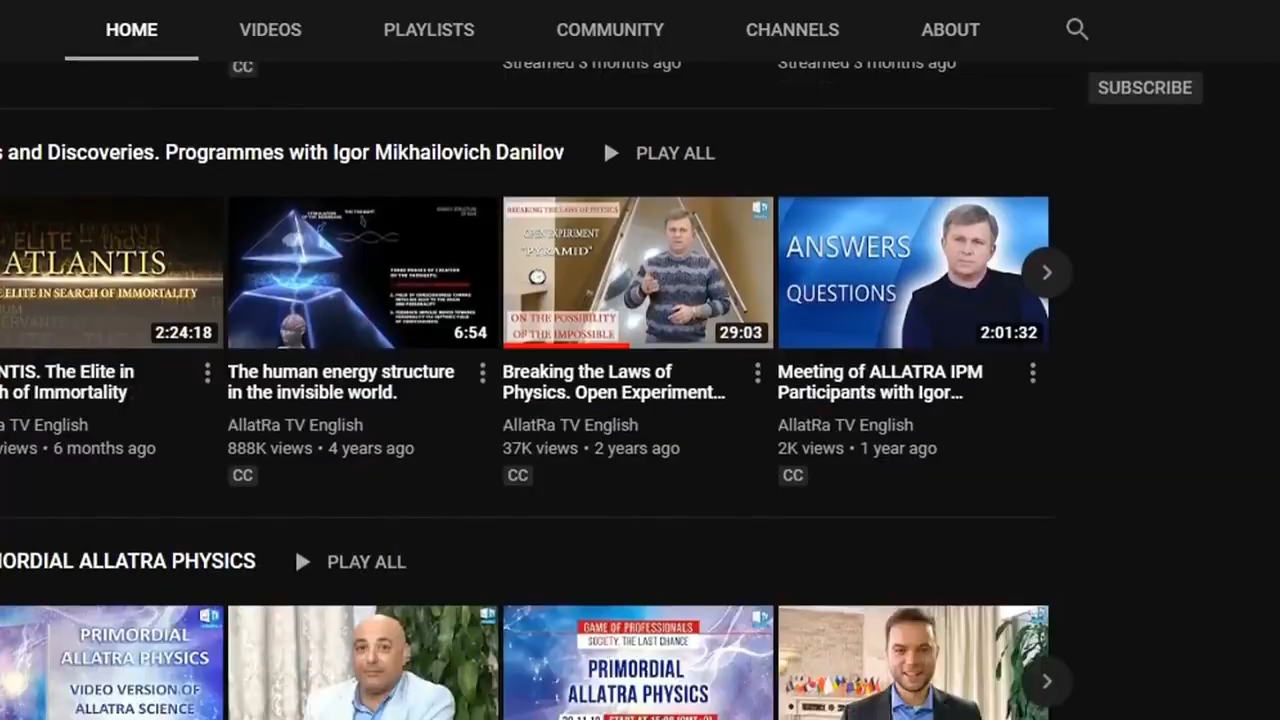 HOME
VIDEOS
PLAYLISTS
COMMUNITY
CHANNELS
ABOUT
CC
Streamed 3 months ago
Streamed 3 months ago
SUBSCRIBE
s and Discoveries. Programmes with Igor Mikhailovich Danilov
PLAY ALL
ELITE
ATLANTIS
ELITE IN SEARCH OF IMMORTALITY
2:24:18
6:54
BREAKING THE LAWS OF PHYSICS
OPEN EXPERIMENT
"PYRAMID"
ON THE POSSIBILITY
OF THE IMPOSSIBLE
29:03
ANSWERS
QUESTIONS
2:01:32
NTIS. The Elite in
h of Immortality
a TV English
views • 6 months ago
The human energy structure
in the invisible world.
AllatRa TV English
888K views • 4 years ago
CC
Breaking the Laws of
Physics. Open Experiment...
AllatRa TV English
37K views • 2 years ago
CC
Meeting of ALLATRA IPM
Participants with Igor...
AllatRa TV English
2K views • 1 year ago
CC
MORDIAL ALLATRA PHYSICS
PLAY ALL
PRIMORDIAL
ALLATRA PHYSICS
VIDEO VERSION OF
ALLATRA SCIENCE
GAME OF PROFESSIONALS
SOCIETY. THE LAST CHANCE
PRIMORDIAL
ALLATRA PHYSICS